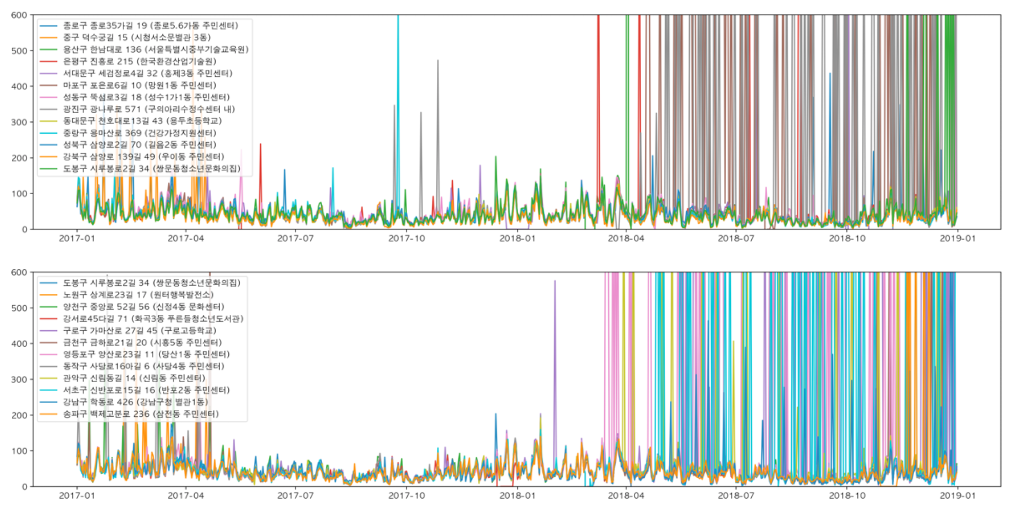 600
500
400
300
200
100
0
종로구 종로35가길 19 (종로5.6가동 주민센터)
중구 덕수궁길 15 (시청서소문별관 3동)
용산구 한남대로 136 (서울특별시중부기술교육원)
은평구 진흥로 215 (한국환경산업기술원)
서대문구 세검정로4길 32 (홍제3동 주민센터)
마포구 포은로6길 10 (망원1동 주민센터)
성동구 뚝섬로3길 18 (성수1가1동 주민센터)
광진구 광나루로 571 (구의아리수정수센터 내)
동대문구 천호대로13길 43 (용두초등학교)
중랑구 용마산로 369 (건강가정지원센터)
성북구 삼양로2길 70 (길음2동 주민센터)
강북구 삼양로 139길 49 (우이동 주민센터)
도봉구 시루봉로2길 34 (쌍문동청소년문화의집)
2017-01 2017-04 2017-07 2017-10 2018-01 2018-04 2018-07 2018-10 2019-01
600
500
400
300
200
100
0
도봉구 시루봉로2길 34 (쌍문동청소년문화의집)
노원구 상계로23길 17 (원터행복발전소)
양천구 중앙로 52길 56 (신정4동 문화센터)
강서로45다길 71 (화곡3동 푸른들청소년도서관)
구로구 가마산로 27길 45 (구로고등학교)
금천구 금하로21길 20 (시흥5동 주민센터)
영등포구 양산로23길 11 (당산1동 주민센터)
동작구 사당로16마길 6 (사당4동 주민센터)
관악구 신림동길 14 (신림동 주민센터)
서초구 신반포로15길 16 (반포2동 주민센터)
강남구 학동로 426 (강남구청 별관1동)
송파구 백제고분로 236 (삼전동 주민센터)
2017-01 2017-04 2017-07 2017-10 2018-01 2018-04 2018-07 2018-10 2019-01